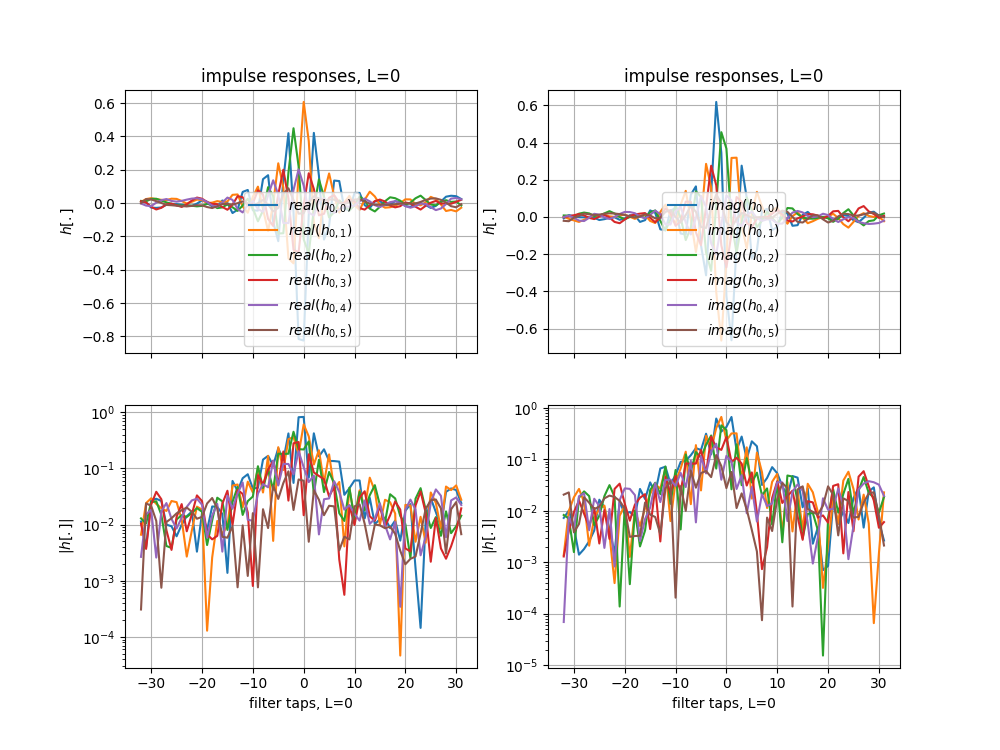 impulse responses, L=0
impulse responses, L=0
h[.]
0.6
0.4
0.2
0.0
−0.2
−0.4
−0.6
−0.8
real(h0,0)
real(h0,1)
real(h0,2)
real(h0,3)
real(h0,4)
real(h0,5)
h[.]
0.6
0.4
0.2
0.0
−0.2
−0.4
−0.6
imag(h0,0)
imag(h0,1)
imag(h0,2)
imag(h0,3)
imag(h0,4)
imag(h0,5)
|h[.]|
10⁰
10⁻¹
10⁻²
10⁻³
10⁻⁴
−30 −20 −10 0 10 20 30
filter taps, L=0
|h[.]|
10⁰
10⁻¹
10⁻²
10⁻³
10⁻⁴
10⁻⁵
−30 −20 −10 0 10 20 30
filter taps, L=0